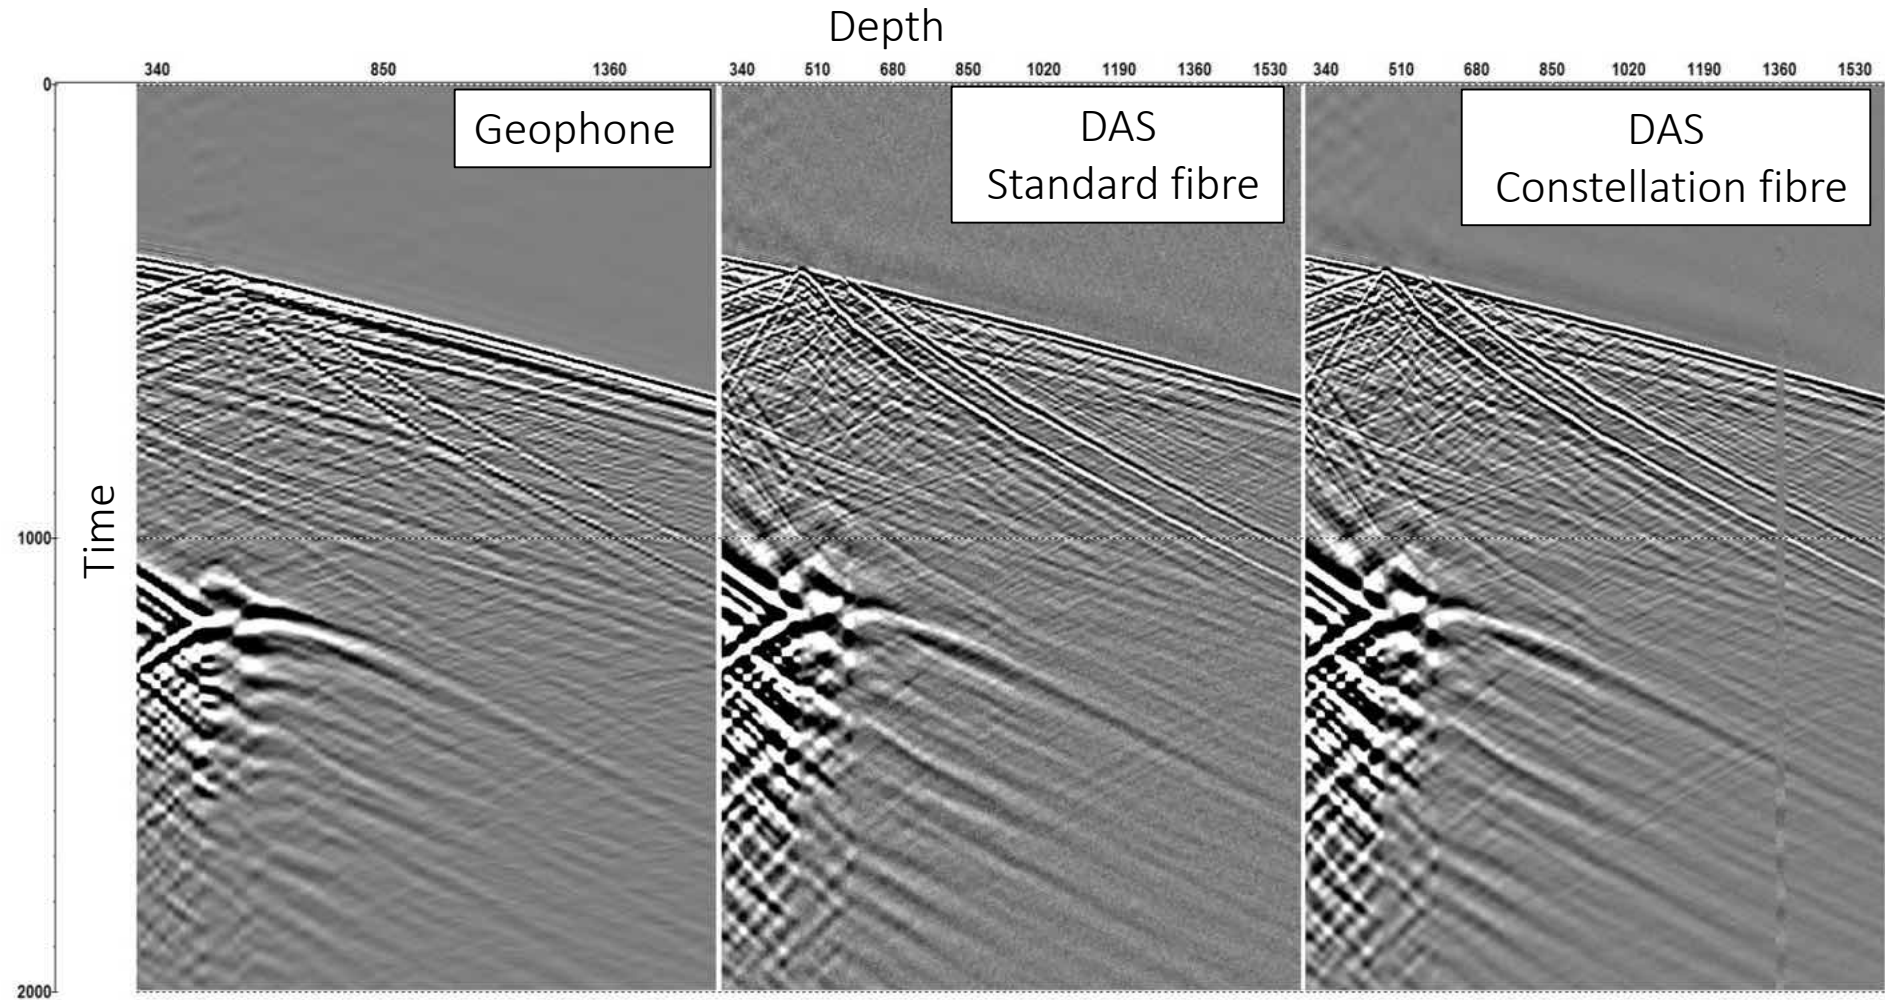 Depth
340 850 1360 340 510 680 850 1020 1190 1360 1530 340 510 680 850 1020 1190 1360 1530
0
Geophone
DAS
Standard fibre
DAS
Constellation fibre
Time
1000
2000